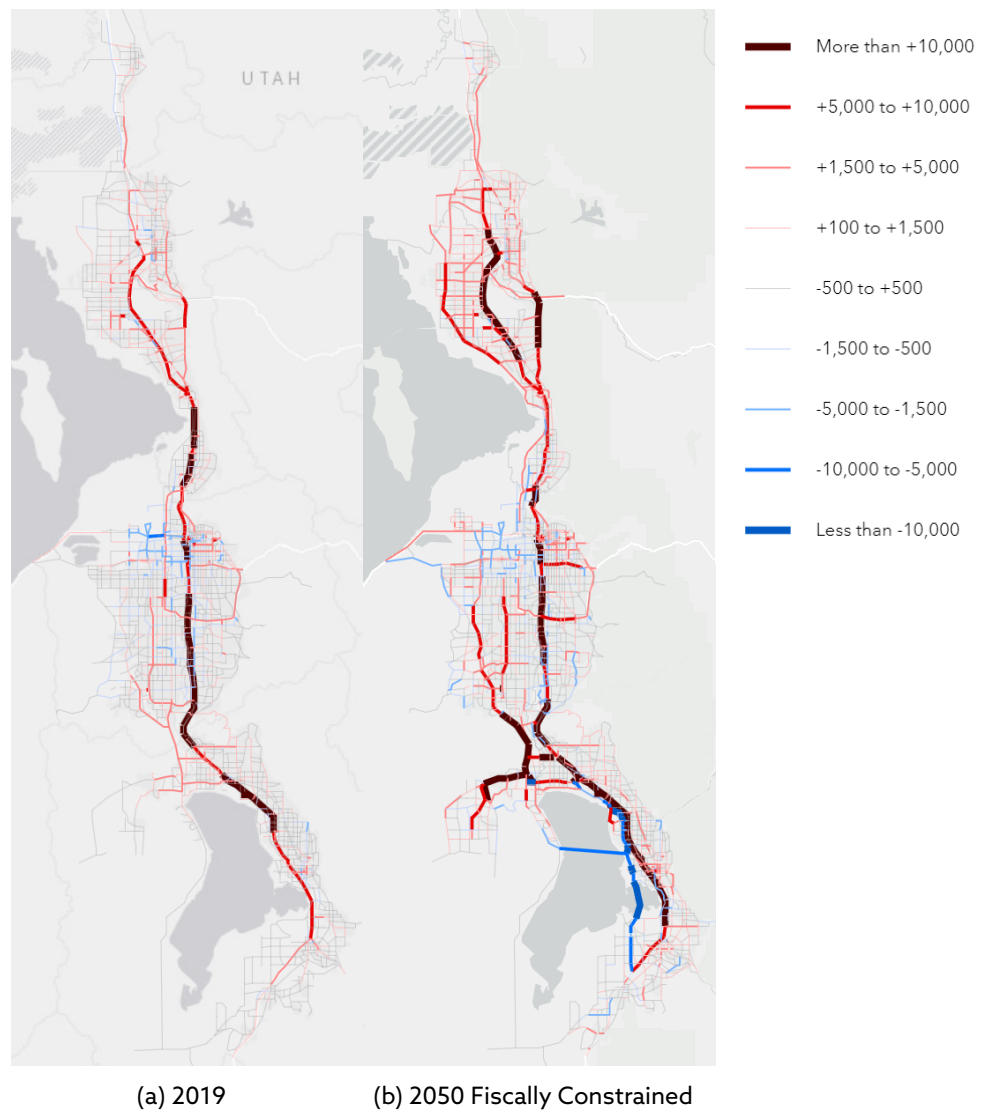 UTAH
More than +10,000
+5,000 to +10,000
+1,500 to +5,000
+100 to +1,500
-500 to +500
-1,500 to -500
-5,000 to -1,500
-10,000 to -5,000
Less than -10,000
(a) 2019
(b) 2050 Fiscally Constrained